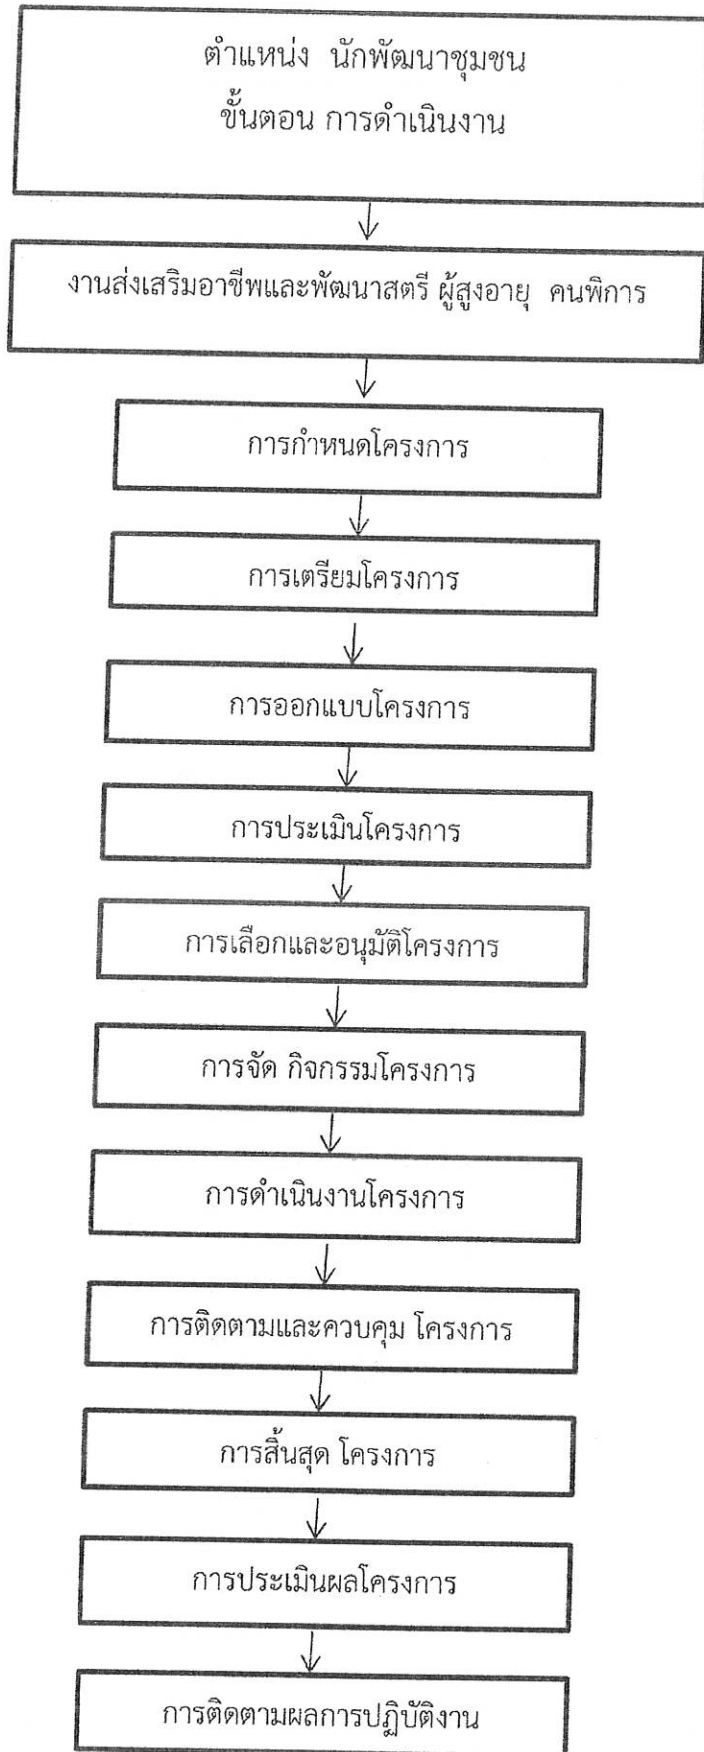 ตำแหน่ง นักพัฒนาชุมชน
ขั้นตอน การดำเนินงาน
งานส่งเสริมอาชีพและพัฒนาสตรี ผู้สูงอายุ คนพิการ
การกำหนดโครงการ
การเตรียมโครงการ
การออกแบบโครงการ
การประเมินโครงการ
การเลือกและอนุมัติโครงการ
การจัด กิจกรรมโครงการ
การดำเนินงานโครงการ
การติดตามและควบคุม โครงการ
การสิ้นสุด โครงการ
การประเมินผลโครงการ
การติดตามผลการปฏิบัติงาน